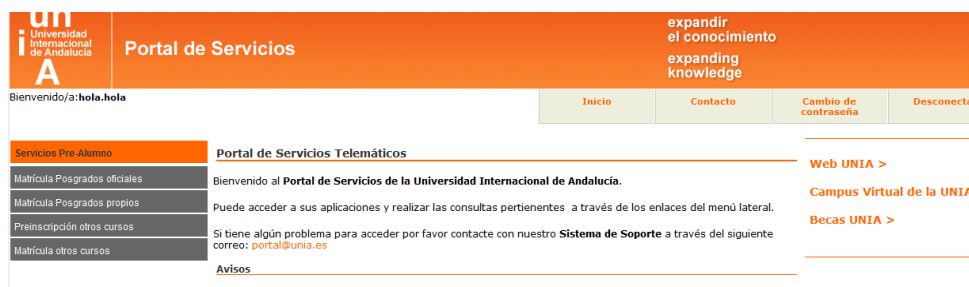 un
i Universidad
Internacional
de Andalucía
A
Portal de Servicios
expandir
el conocimiento
expanding
knowledge
Bienvenido/a:hola.hola
Inicio
Contacto
Cambio de
contraseña
Desconecta
Servicios Pre-Alumno
Matrícula Posgrados oficiales
Matrícula Posgrados propios
Preinscripción otros cursos
Matrícula otros cursos
Portal de Servicios Telemáticos
Bienvenido al Portal de Servicios de la Universidad Internacional de Andalucía.
Puede acceder a sus aplicaciones y realizar las consultas pertienentes a través de los enlaces del menú lateral.
Si tiene algún problema para acceder por favor contacte con nuestro Sistema de Soporte a través del siguiente
correo: portal@unia.es
Avisos
Web UNIA >
Campus Virtual de la UNIA
Becas UNIA >